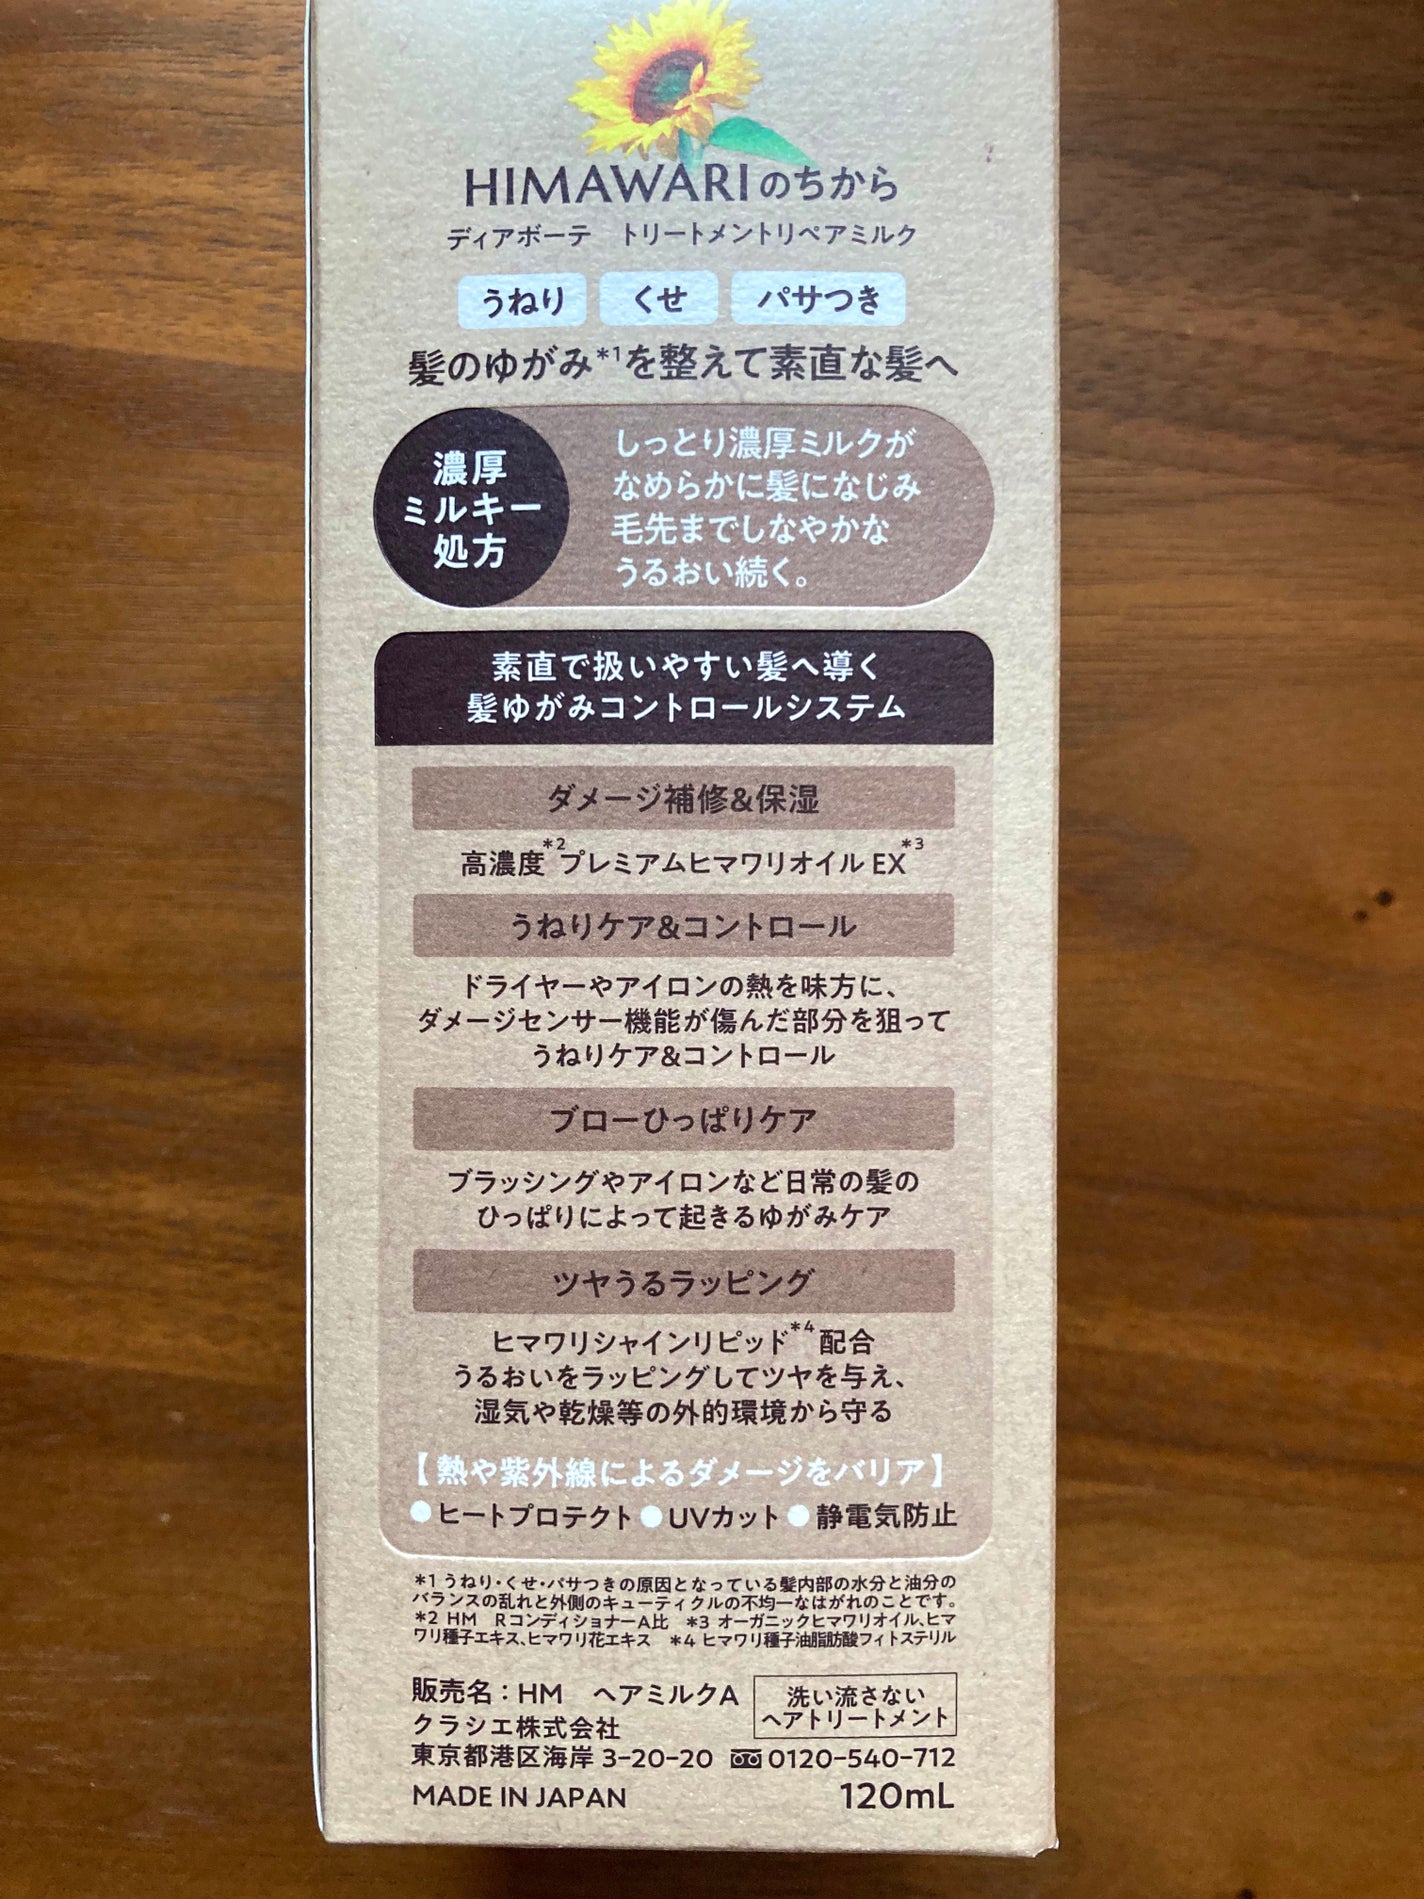 HIMAWARIのちから
ディアボーテ　トリートメントリペアミルク
うねり くせ パサつき
髪のゆがみ*1を整えて素直な髪へ
濃厚
ミルキー
処方
しっとり濃厚ミルクが
なめらかに髪になじみ
毛先までしなやかな
うるおい続く。
素直で扱いやすい髪へ導く
髪ゆがみコントロールシステム
ダメージ補修&保湿
高濃度*2プレミアムヒマワリオイル EX*3
うねりケア&コントロール
ドライヤーやアイロンの熱を味方に、
ダメージセンサー機能が傷んだ部分を狙って
うねりケア&コントロール
ブローひっぱりケア
ブラッシングやアイロンなど日常の髪の
ひっぱりによって起きるゆがみケア
ツヤうるラッピング
ヒマワリシャインリピッド*4配合
うるおいをラッピングしてツヤを与え、
湿気や乾燥等の外的環境から守る
【熱や紫外線によるダメージをバリア】
●ヒートプロテクト ●UVカット ●静電気防止
*1 うねり・くせ・パサつきの原因となっている髪内部の水分と油分の
バランスの乱れと外側のキューティクルの不均一なはがれのことです。
*2 HM　RコンディショナーA比　*3 オーガニックヒマワリオイル、ヒマ
ワリ種子エキス、ヒマワリ花エキス　*4 ヒマワリ種子油脂肪酸フィトステリル
販売名：HM　ヘアミルクA
洗い流さない
ヘアトリートメント
クラシエ株式会社
東京都港区海岸 3-20-20 0120-540-712
MADE IN JAPAN 120mL